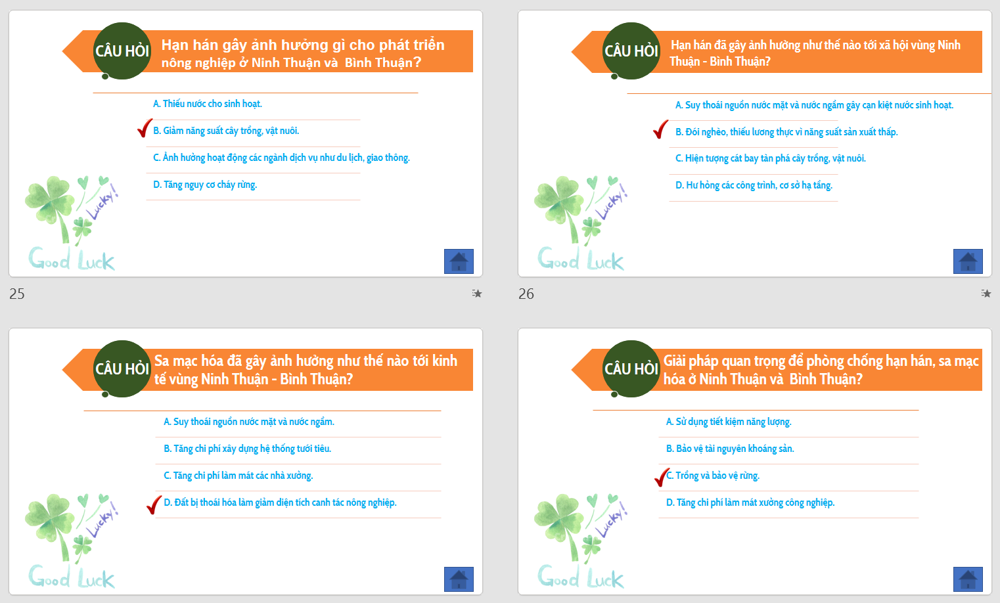 CÂU HỎI
Hạn hán gây ảnh hưởng gì cho phát triển
nông nghiệp ở Ninh Thuận và  Bình Thuận?
A. Thiếu nước cho sinh hoạt.
B. Giảm năng suất cây trồng, vật nuôi.
C. Ảnh hưởng hoạt động các ngành dịch vụ như du lịch, giao thông.
D. Tăng nguy cơ cháy rừng.
Lucky!
Good Luck
25
CÂU HỎI
Hạn hán đã gây ảnh hưởng như thế nào tới xã hội vùng Ninh
Thuận - Bình Thuận?
A. Suy thoái nguồn nước mặt và nước ngầm gây cạn kiệt nước sinh hoạt.
B. Đói nghèo, thiếu lương thực vì năng suất sản xuất thấp.
C. Hiện tượng cát bay tàn phá cây trồng, vật nuôi.
D. Hư hỏng các công trình, cơ sở hạ tầng.
Lucky!
Good Luck
26
CÂU HỎI
Sa mạc hóa đã gây ảnh hưởng như thế nào tới kinh
tế vùng Ninh Thuận - Bình Thuận?
A. Suy thoái nguồn nước mặt và nước ngầm.
B. Tăng chi phí xây dựng hệ thống tưới tiêu.
C. Tăng chi phí làm mát các nhà xưởng.
D. Đất bị thoái hóa làm giảm diện tích canh tác nông nghiệp.
Lucky!
Good Luck
CÂU HỎI
Giải pháp quan trọng để phòng chống hạn hán, sa mạc
hóa ở Ninh Thuận và  Bình Thuận?
A. Sử dụng tiết kiệm năng lượng.
B. Bảo vệ tài nguyên khoáng sản.
C. Trồng và bảo vệ rừng.
D. Tăng chi phí làm mát xưởng công nghiệp.
Lucky!
Good Luck